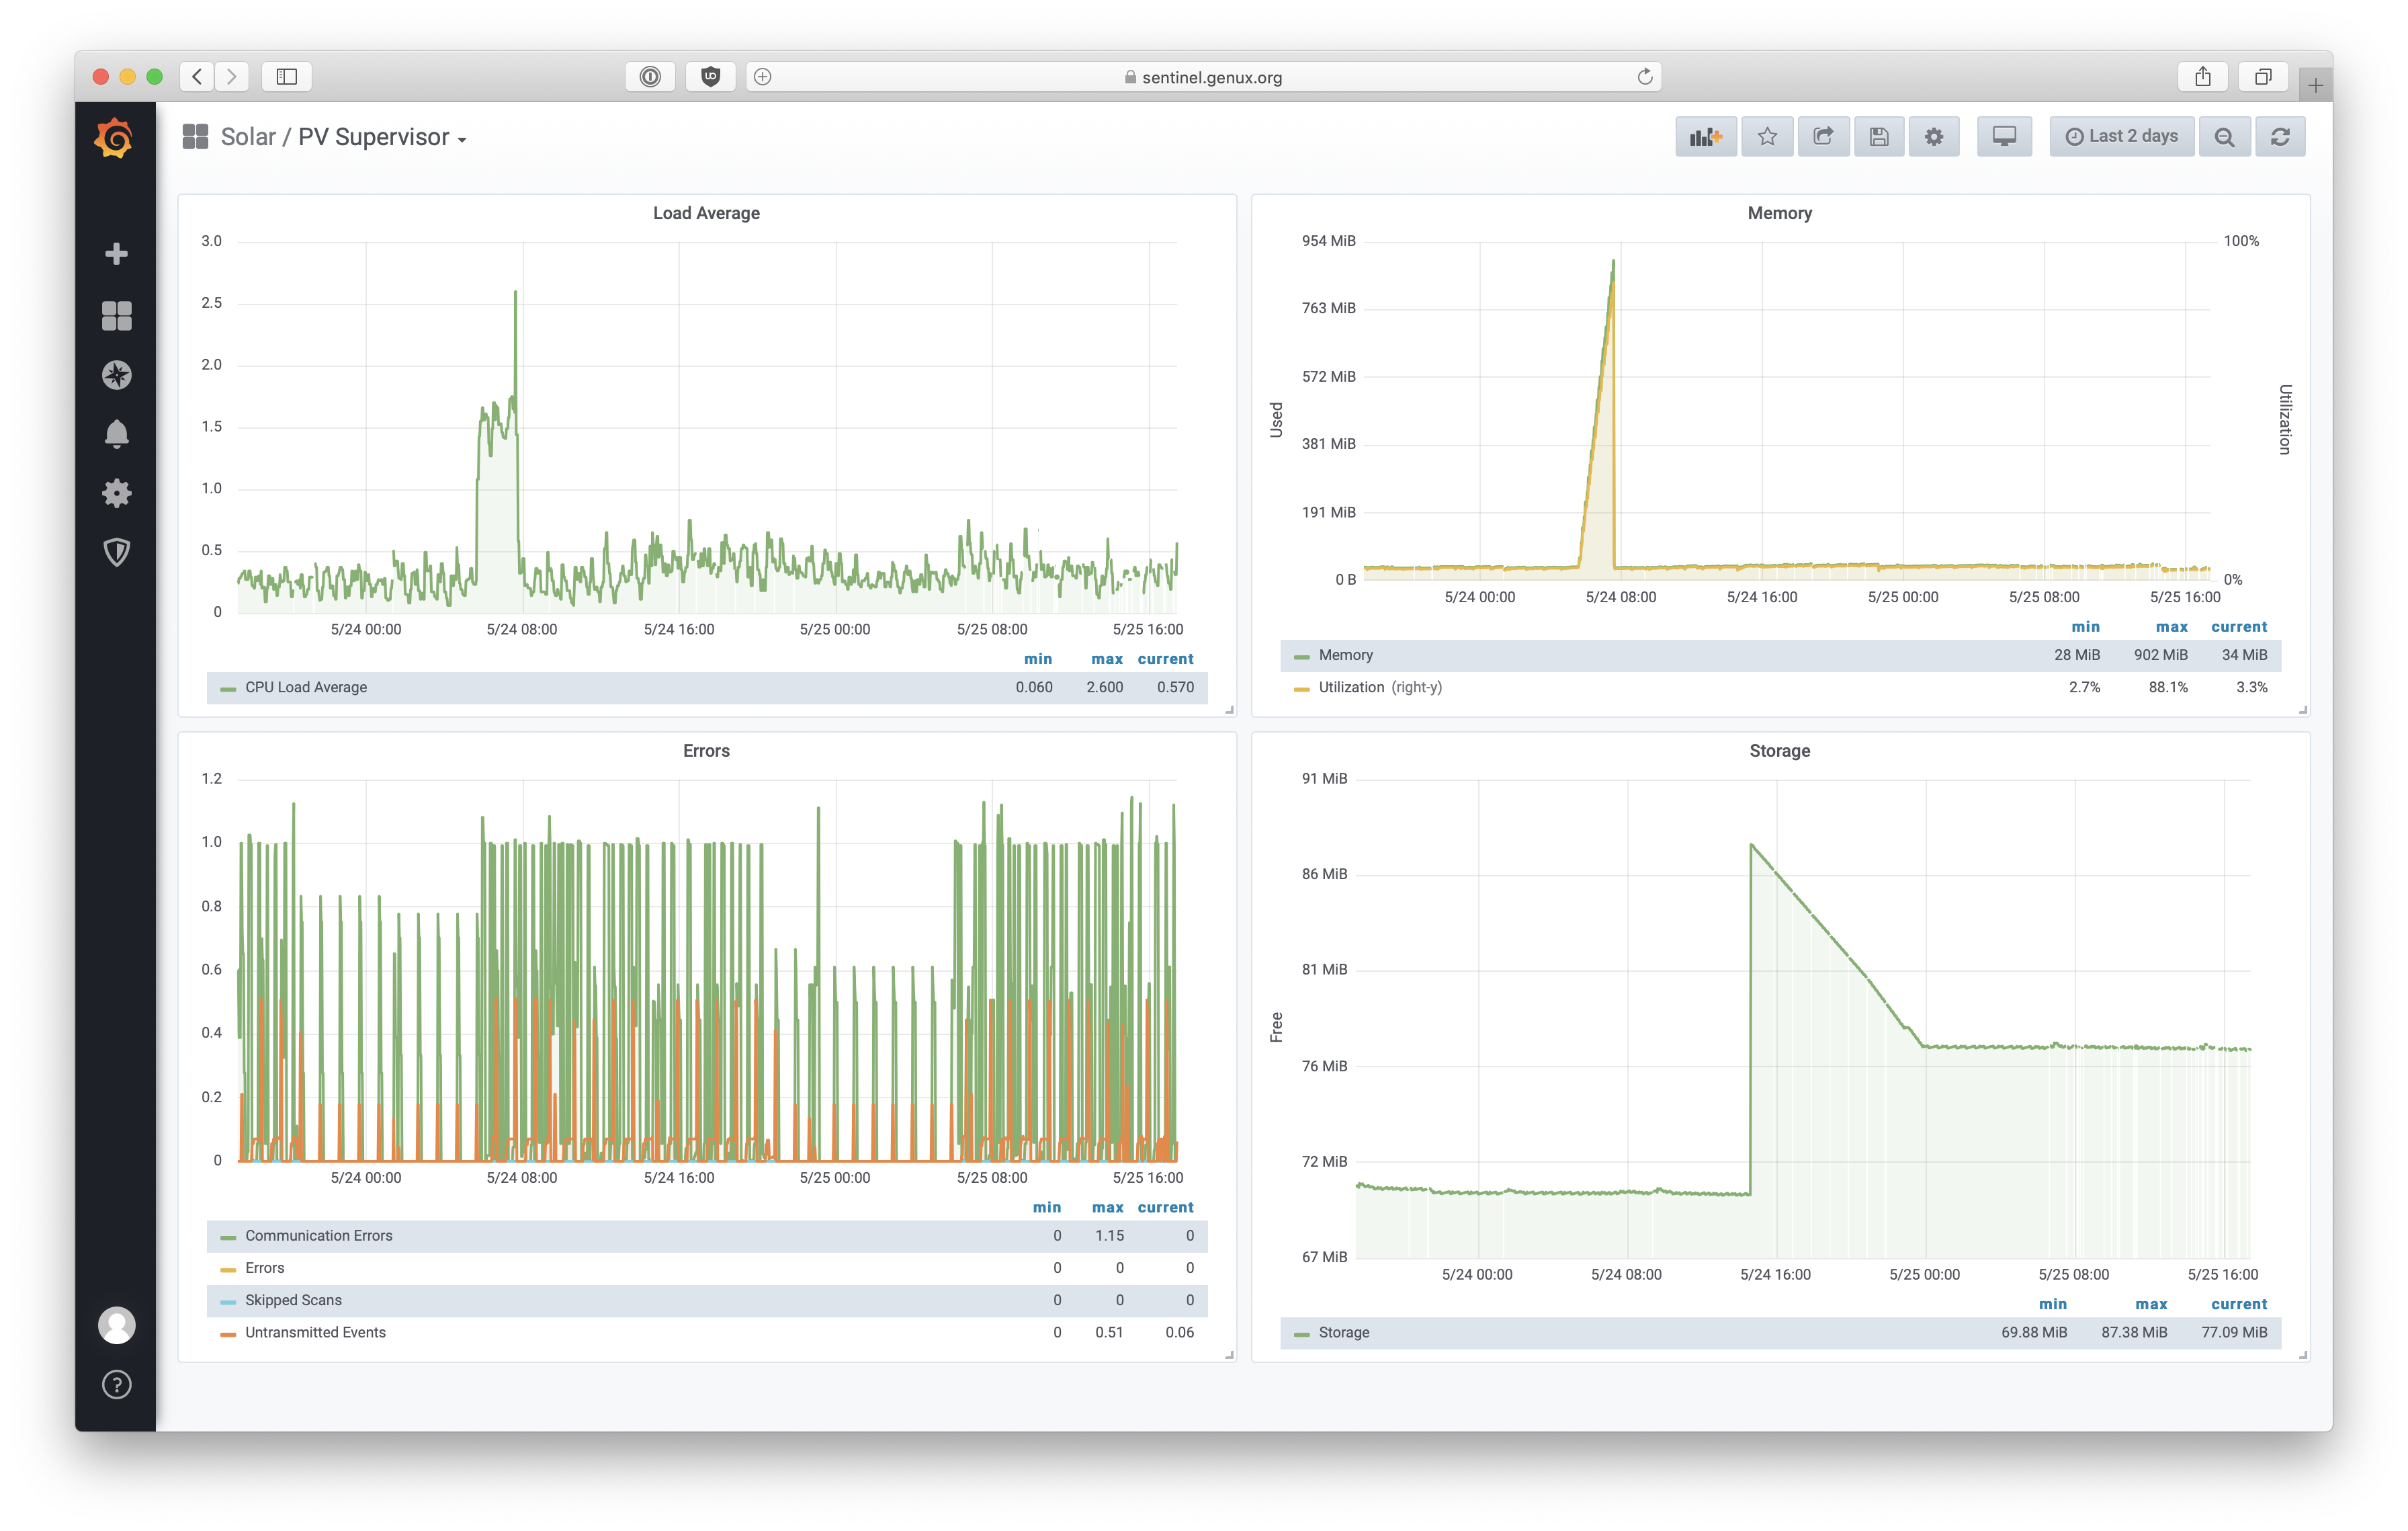 sentinel.genux.org
Solar / PV Supervisor
Last 2 days
Load Average
3.0
2.5
2.0
1.5
1.0
0.5
0
5/24 00:00 5/24 08:00 5/24 16:00 5/25 00:00 5/25 08:00 5/25 16:00
min max current
CPU Load Average 0.060 2.600 0.570
Memory
954 MiB 100%
763 MiB
572 MiB
381 MiB
191 MiB
0 B 0%
Used
Utilization
5/24 00:00 5/24 08:00 5/24 16:00 5/25 00:00 5/25 08:00 5/25 16:00
min max current
Memory 28 MiB 902 MiB 34 MiB
Utilization (right-y) 2.7% 88.1% 3.3%
Errors
1.2
1.0
0.8
0.6
0.4
0.2
0
5/24 00:00 5/24 08:00 5/24 16:00 5/25 00:00 5/25 08:00 5/25 16:00
min max current
Communication Errors 0 1.15 0
Errors 0 0 0
Skipped Scans 0 0 0
Untransmitted Events 0 0.51 0.06
Storage
91 MiB
86 MiB
81 MiB
76 MiB
72 MiB
67 MiB
Free
5/24 00:00 5/24 08:00 5/24 16:00 5/25 00:00 5/25 08:00 5/25 16:00
min max current
Storage 69.88 MiB 87.38 MiB 77.09 MiB